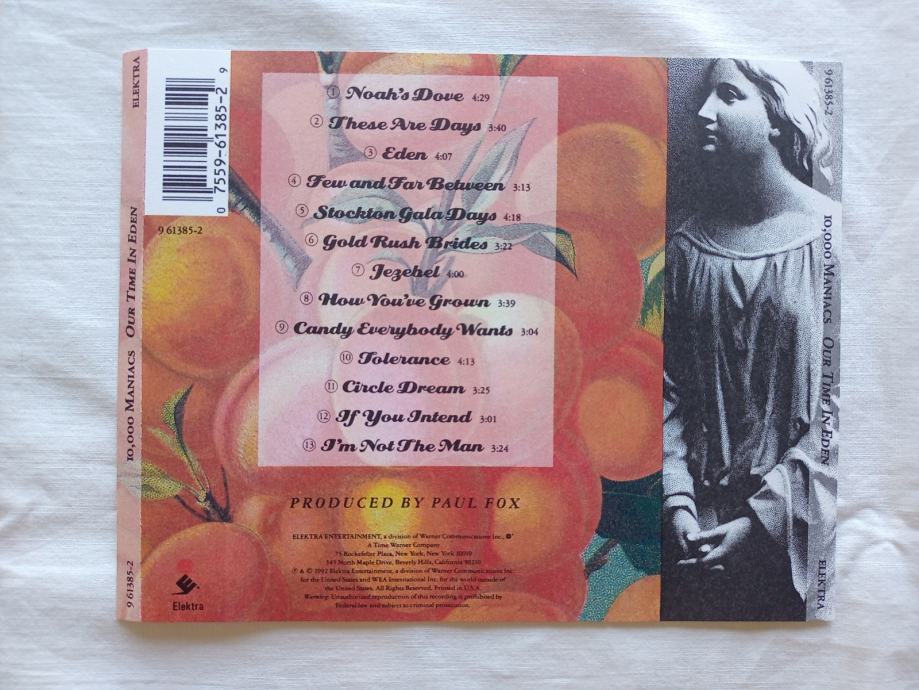 ELEKTRA
10,000 MANIACS OUR TIME IN EDEN
9 61385-2
0 7559-61385-2 9
9 61385-2
① Noah's Dove 4:29
② These Are Days 3:40
③ Eden 4:07
④ Few and Far Between 3:13
⑤ Stockton Gala Days 4:18
⑥ Gold Rush Brides 3:22
⑦ Jezebel 4:00
⑧ How You've Grown 3:39
⑨ Candy Everybody Wants 3:04
⑩ Tolerance 4:13
⑪ Circle Dream 3:25
⑫ If You Intend 3:01
⑬ I'm Not The Man 3:24
PRODUCED BY PAUL FOX
ELEKTRA ENTERTAINMENT, a division of Warner Communications Inc.,
A Time Warner Company
75 Rockefeller Plaza, New York, New York 10019
345 North Maple Drive, Beverly Hills, California 90210
℗ & © 1992 Elektra Entertainment, a division of Warner Communications Inc.
for the United States and WEA International Inc. for the world outside of
the United States. All Rights Reserved. Printed in U.S.A.
Warning: Unauthorized reproduction of this recording is prohibited by
Federal law and subject to criminal prosecution.
Elektra
9 61385-2
10,000 MANIACS OUR TIME IN EDEN
ELEKTRA